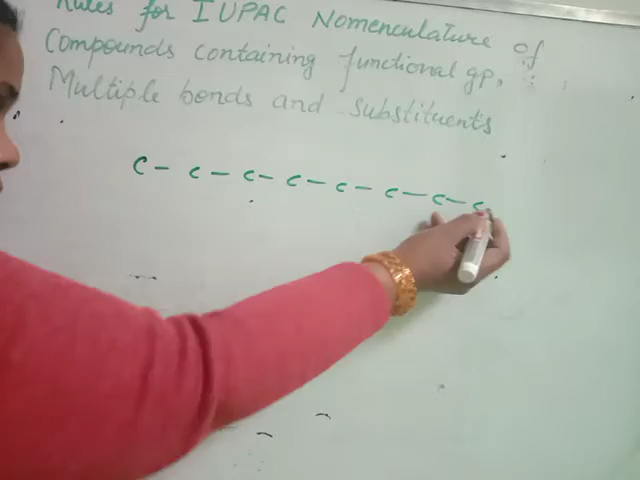 Rules for IUPAC Nomenculature of
Compounds containing functional gp,
Multiple bonds and substituents
C - C - C - C - C - C - C - C